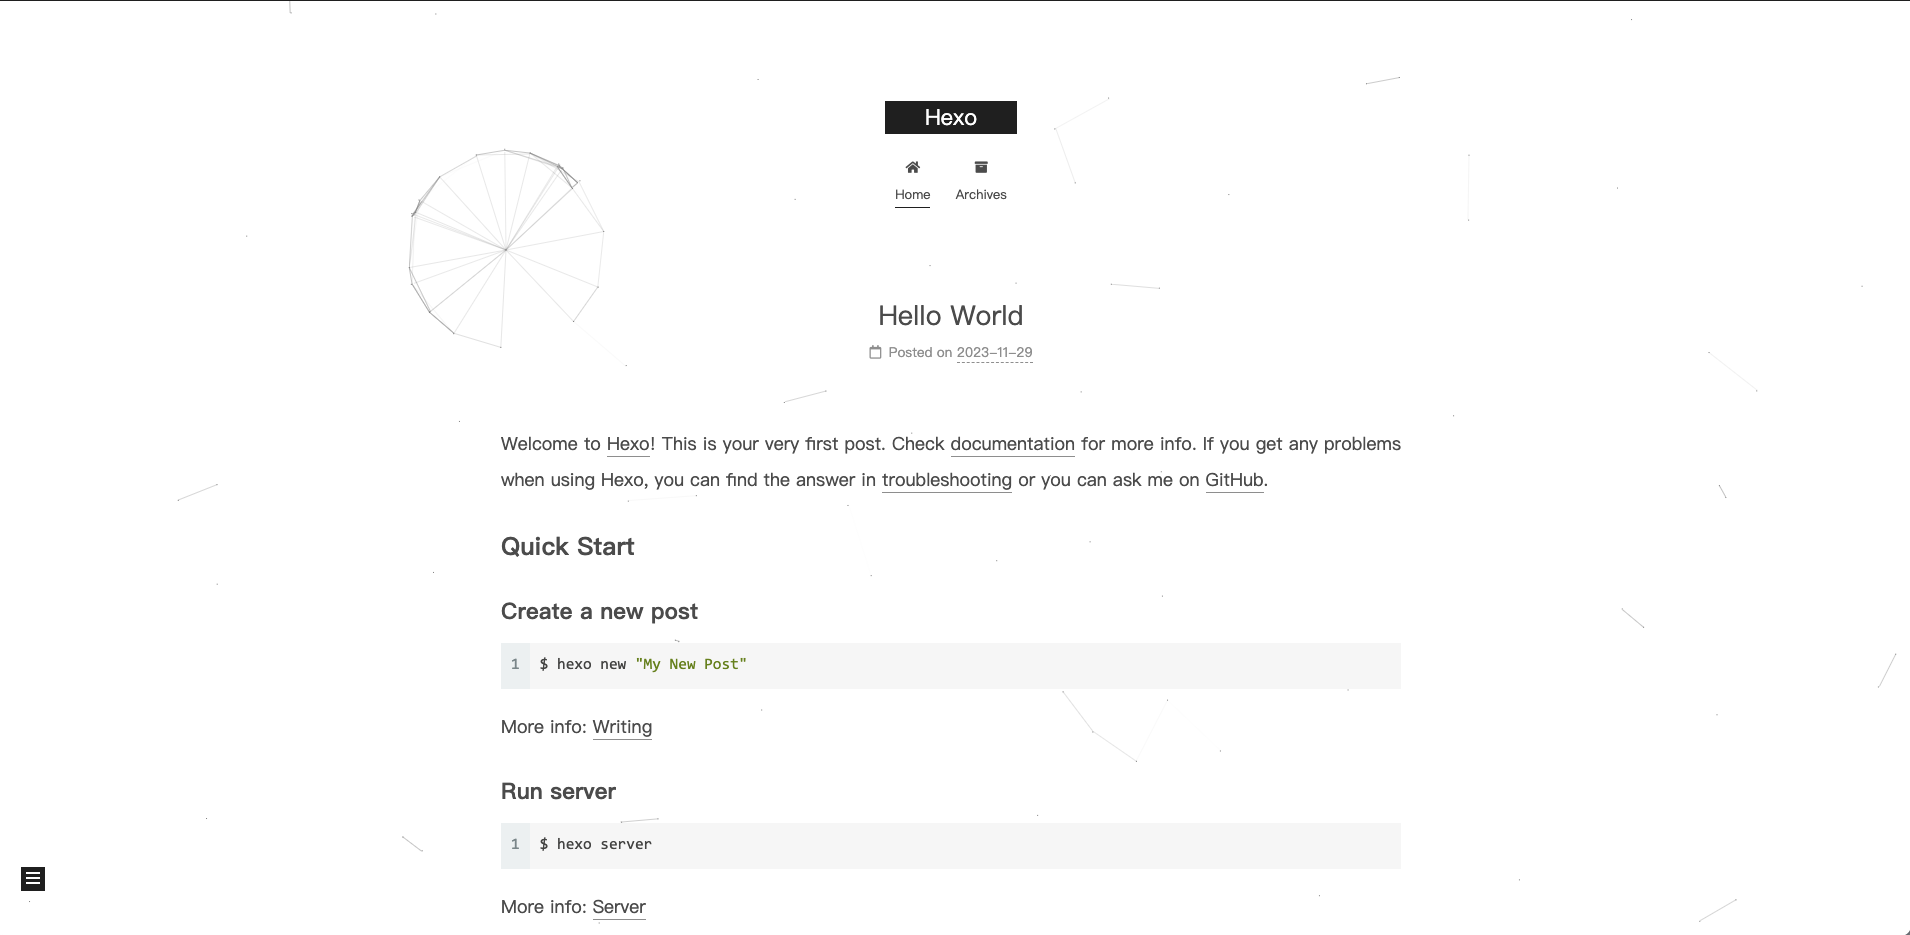 Hexo
Home Archives
Hello World
Posted on 2023-11-29
Welcome to Hexo! This is your very first post. Check documentation for more info. If you get any problems
when using Hexo, you can find the answer in troubleshooting or you can ask me on GitHub.
Quick Start
Create a new post
1 $ hexo new "My New Post"
More info: Writing
Run server
1 $ hexo server
More info: Server